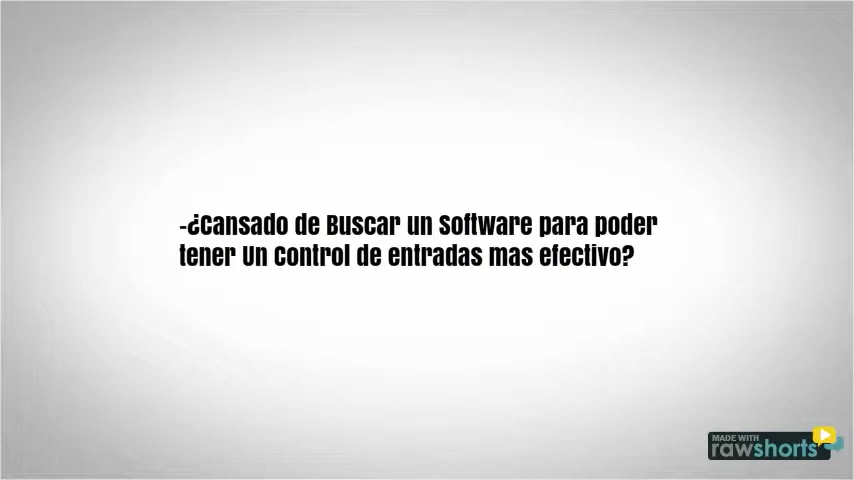 -¿Cansado de Buscar un Software para poder
tener Un Control de entradas mas efectivo?
MADE WITH
rawshorts